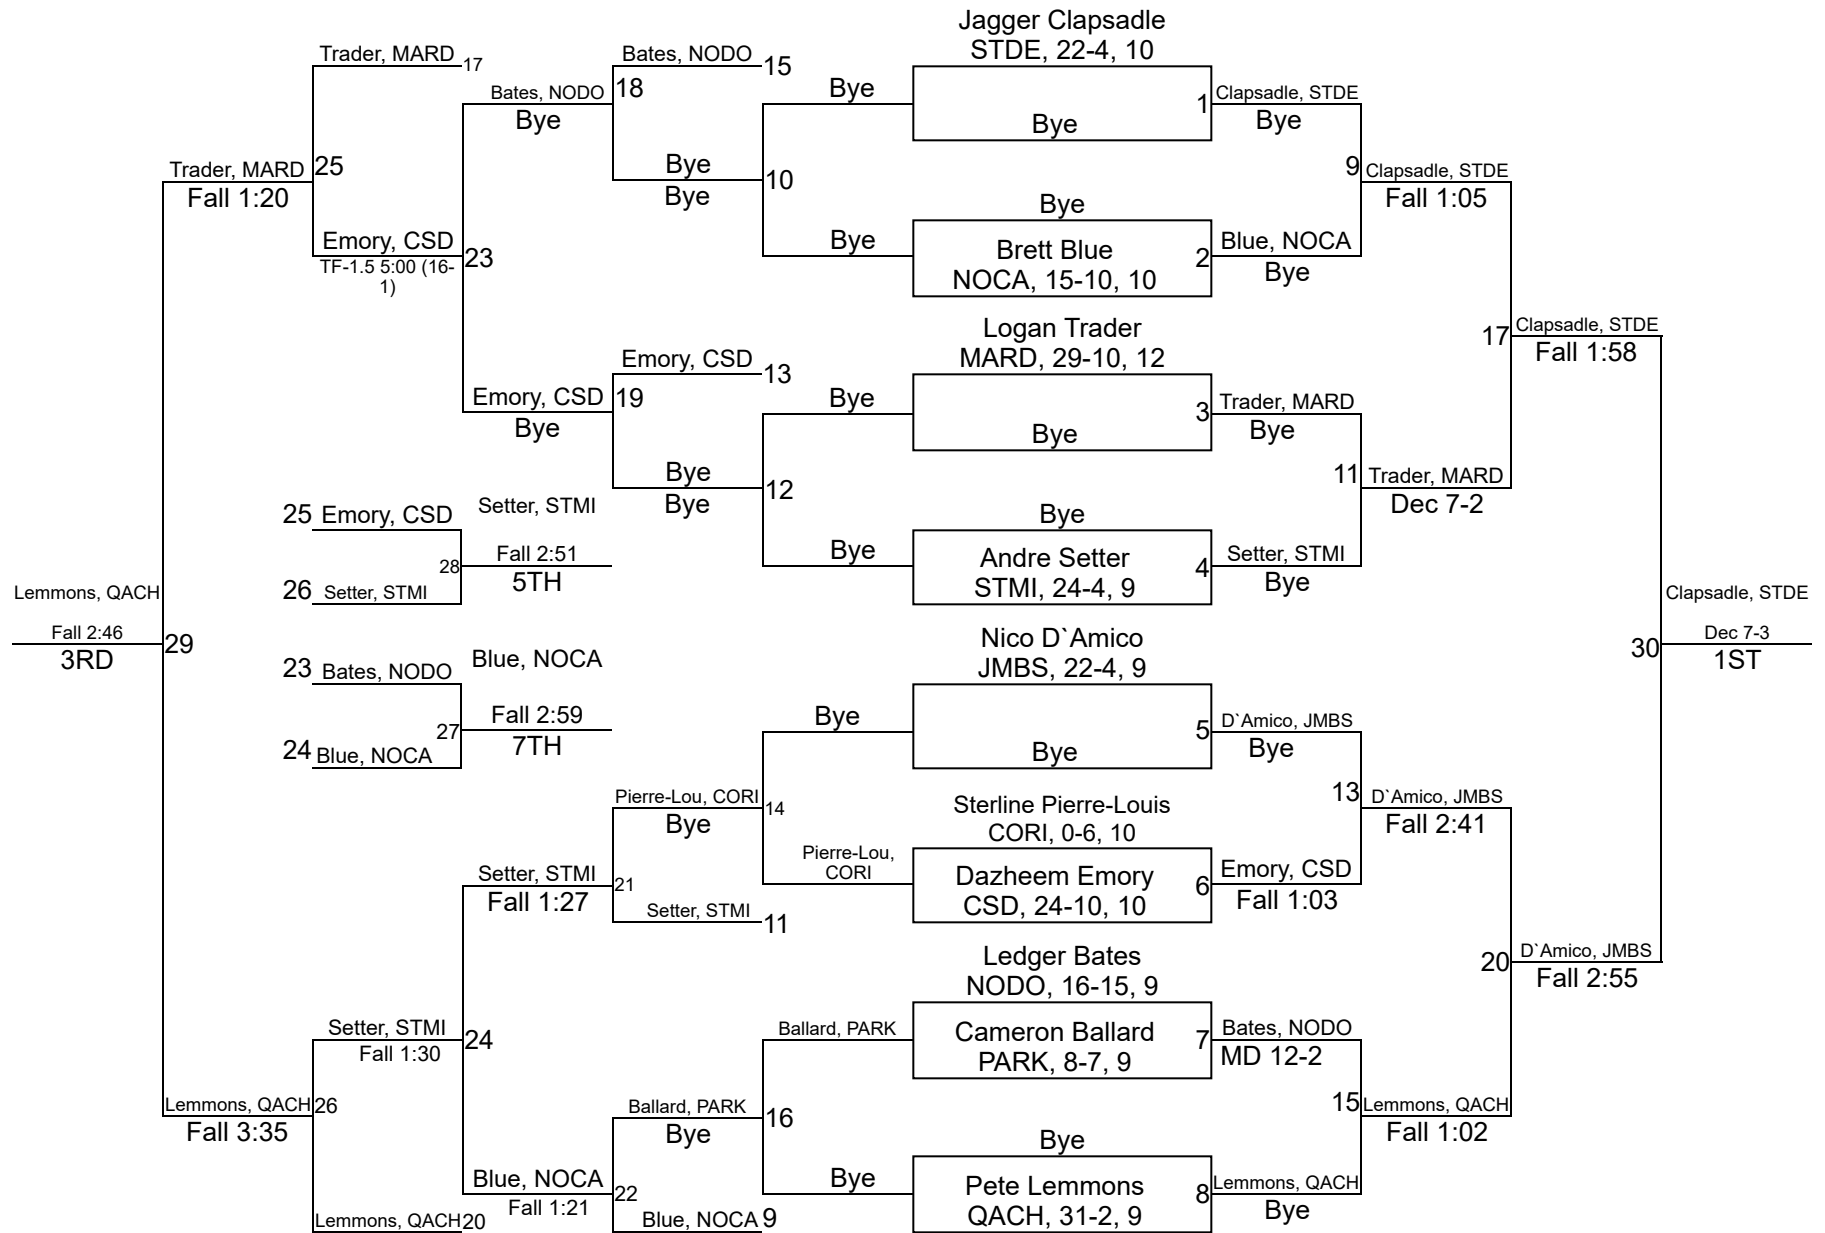 Jagger Clapsadle
STDE, 22-4, 10
Trader, MARD 17
Bates, NODO 15
Bates, NODO 18
Bye
Bye
1 Clapsadle, STDE
Bye
Bye
Trader, MARD 25
Fall 1:20
Bye
Bye
10
9 Clapsadle, STDE
Fall 1:05
Bye
Emory, CSD 23
TF-1.5 5:00 (16-
1)
Bye
Brett Blue
NOCA, 15-10, 10
2 Blue, NOCA
Bye
Logan Trader
MARD, 29-10, 12
17 Clapsadle, STDE
Fall 1:58
Emory, CSD 13
Emory, CSD 19
Bye
Bye
3 Trader, MARD
Bye
Bye
Bye
Bye
12
11 Trader, MARD
Dec 7-2
25 Emory, CSD
Setter, STMI
28 Fall 2:51
5TH
26 Setter, STMI
Bye
Bye
Andre Setter
STMI, 24-4, 9
4 Setter, STMI
Bye
Lemmons, QACH
Fall 2:46
3RD
29
Clapsadle, STDE
30 Dec 7-3
1ST
Nico D`Amico
JMBS, 22-4, 9
23 Bates, NODO
Blue, NOCA
27 Fall 2:59
7TH
24 Blue, NOCA
Bye
Bye
5 D`Amico, JMBS
Bye
Pierre-Lou, CORI 14
Bye
Sterline Pierre-Louis
CORI, 0-6, 10
13 D`Amico, JMBS
Fall 2:41
Setter, STMI 21
Fall 1:27
Pierre-Lou,
CORI
Dazheem Emory
CSD, 24-10, 10
6 Emory, CSD
Fall 1:03
Setter, STMI 11
Ledger Bates
NODO, 16-15, 9
20 D`Amico, JMBS
Fall 2:55
Setter, STMI 24
Fall 1:30
Ballard, PARK
Cameron Ballard
PARK, 8-7, 9
7 Bates, NODO
MD 12-2
Lemmons, QACH 26
Fall 3:35
Ballard, PARK 16
Bye
15 Lemmons, QACH
Fall 1:02
Bye
Blue, NOCA 22
Fall 1:21
Bye
Pete Lemmons
QACH, 31-2, 9
8 Lemmons, QACH
Bye
Lemmons, QACH 20
Blue, NOCA 9